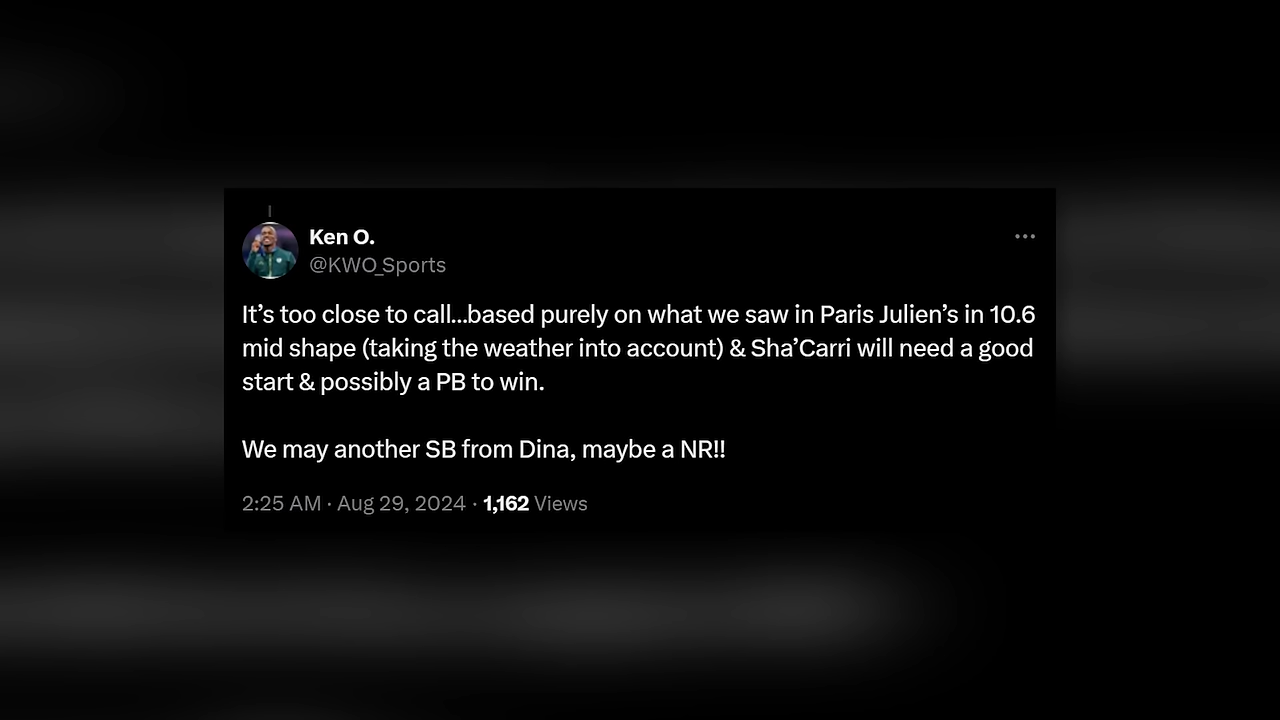 Ken O.
@KWO_Sports
It’s too close to call...based purely on what we saw in Paris Julien’s in 10.6
mid shape (taking the weather into account) & Sha’Carri will need a good
start & possibly a PB to win.
We may another SB from Dina, maybe a NR!!
2:25 AM · Aug 29, 2024 · 1,162 Views